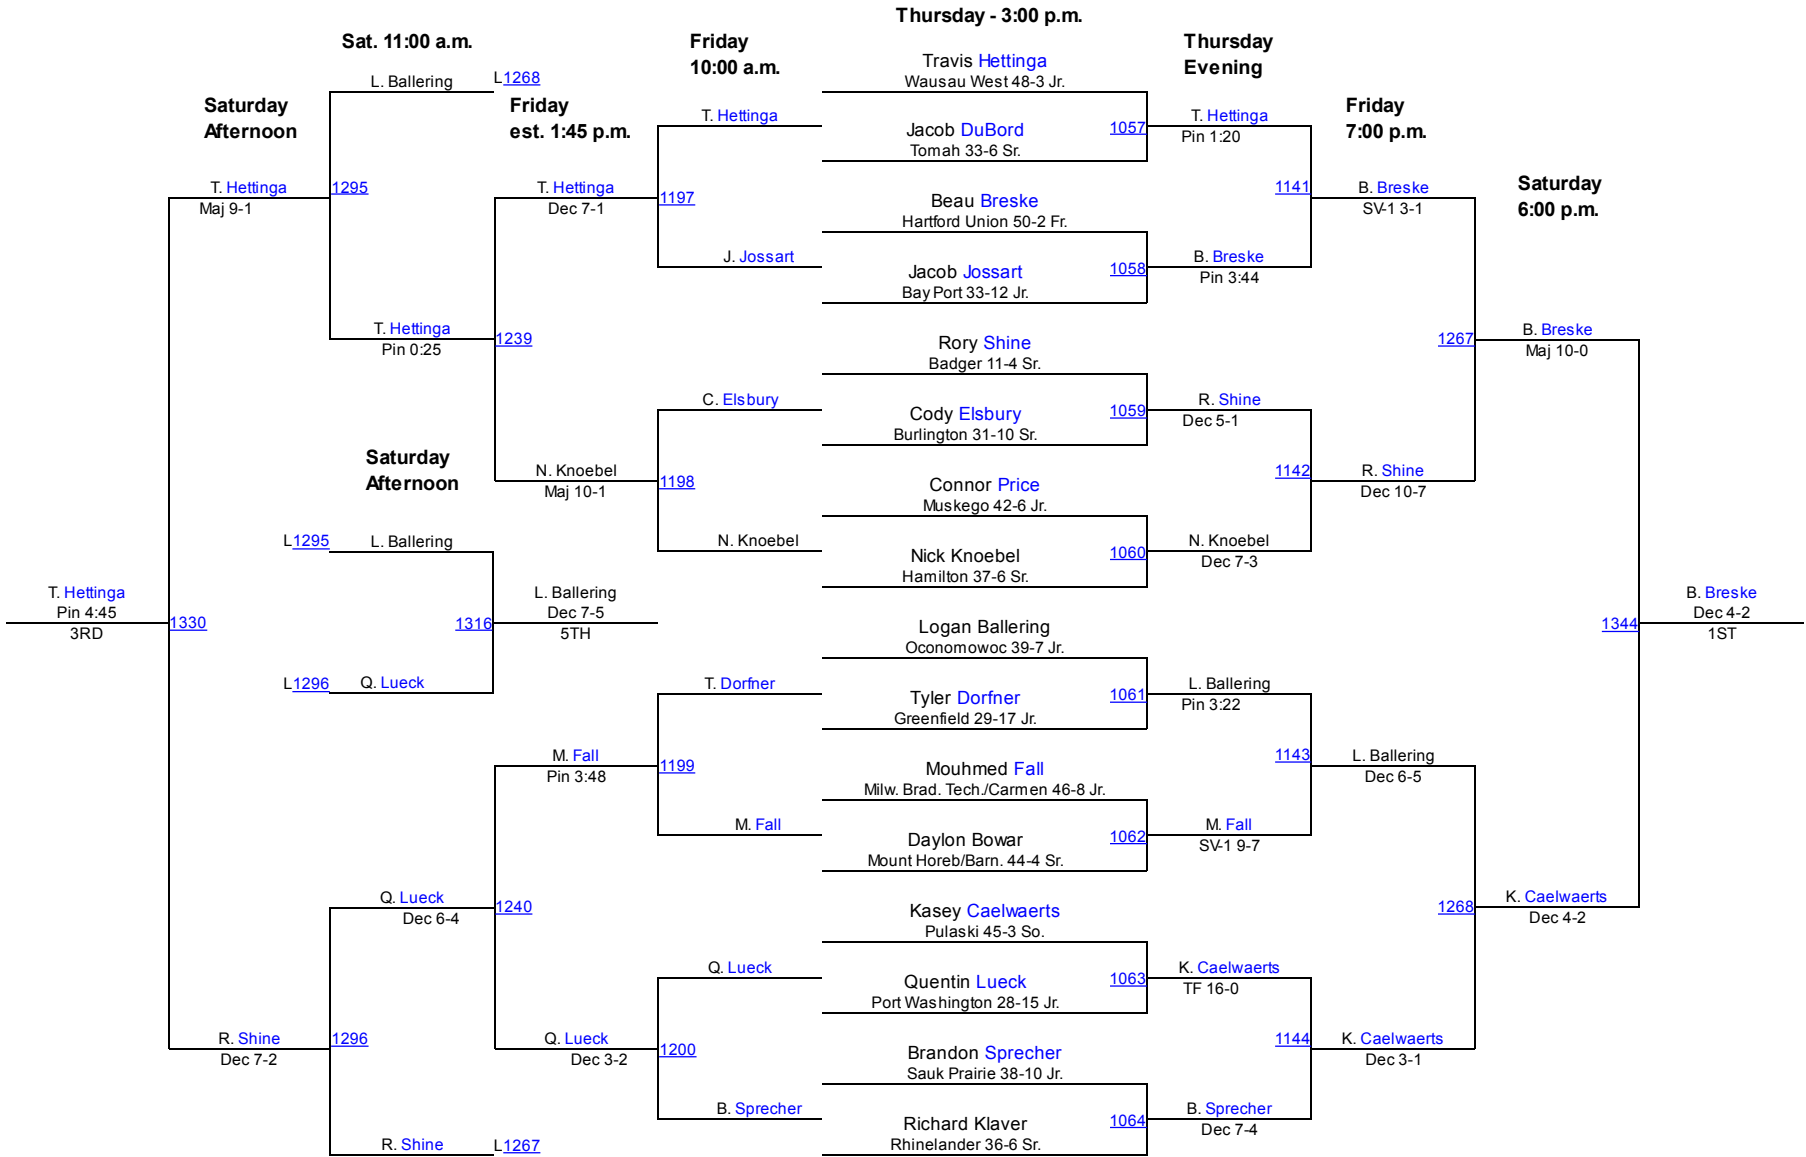 Thursday - 3:00 p.m.
Sat. 11:00 a.m.
Friday
10:00 a.m.
Thursday
Evening
Travis Hettinga
Wausau West 48-3 Jr.
L. Ballering
L1268
Saturday
Afternoon
Friday
est. 1:45 p.m.
Friday
7:00 p.m.
T. Hettinga
Jacob DuBord
Tomah 33-6 Sr.
1057
T. Hettinga
Pin 1:20
T. Hettinga
Maj 9-1
1295
T. Hettinga
Dec 7-1
1197
Beau Breske
Hartford Union 50-2 Fr.
1141
B. Breske
SV-1 3-1
Saturday
6:00 p.m.
J. Jossart
Jacob Jossart
Bay Port 33-12 Jr.
1058
B. Breske
Pin 3:44
T. Hettinga
Pin 0:25
1239
Rory Shine
Badger 11-4 Sr.
1267
B. Breske
Maj 10-0
C. Elsbury
Cody Elsbury
Burlington 31-10 Sr.
1059
R. Shine
Dec 5-1
Saturday
Afternoon
N. Knoebel
Maj 10-1
1198
Connor Price
Muskego 42-6 Jr.
1142
R. Shine
Dec 10-7
L1295
L. Ballering
N. Knoebel
Nick Knoebel
Hamilton 37-6 Sr.
1060
N. Knoebel
Dec 7-3
T. Hettinga
Pin 4:45
3RD
1330
1316
L. Ballering
Dec 7-5
5TH
Logan Ballering
Oconomowoc 39-7 Jr.
1344
B. Breske
Dec 4-2
1ST
L1296
Q. Lueck
T. Dorfner
Tyler Dorfner
Greenfield 29-17 Jr.
1061
L. Ballering
Pin 3:22
M. Fall
Pin 3:48
1199
Mouhmed Fall
Milw. Brad. Tech./Carmen 46-8 Jr.
1143
L. Ballering
Dec 6-5
M. Fall
Daylon Bowar
Mount Horeb/Barn. 44-4 Sr.
1062
M. Fall
SV-1 9-7
Q. Lueck
Dec 6-4
1240
Kasey Caelwaerts
Pulaski 45-3 So.
1268
K. Caelwaerts
Dec 4-2
Q. Lueck
Quentin Lueck
Port Washington 28-15 Jr.
1063
K. Caelwaerts
TF 16-0
R. Shine
Dec 7-2
1296
Q. Lueck
Dec 3-2
1200
Brandon Sprecher
Sauk Prairie 38-10 Jr.
1144
K. Caelwaerts
Dec 3-1
B. Sprecher
Richard Klaver
Rhinelander 36-6 Sr.
1064
B. Sprecher
Dec 7-4
R. Shine
L1267